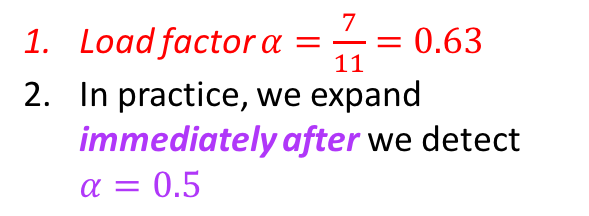 1. Load factor α = 7/11 = 0.63
2. In practice, we expand
immediately after we detect
α = 0.5